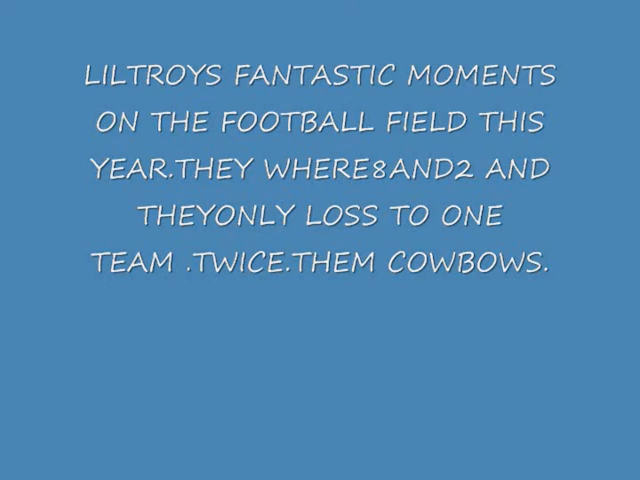 LILTROYS FANTASTIC MOMENTS
ON THE FOOTBALL FIELD THIS
YEAR.THEY WHERE8AND2 AND
THEYONLY LOSS TO ONE
TEAM .TWICE.THEM COWBOWS.